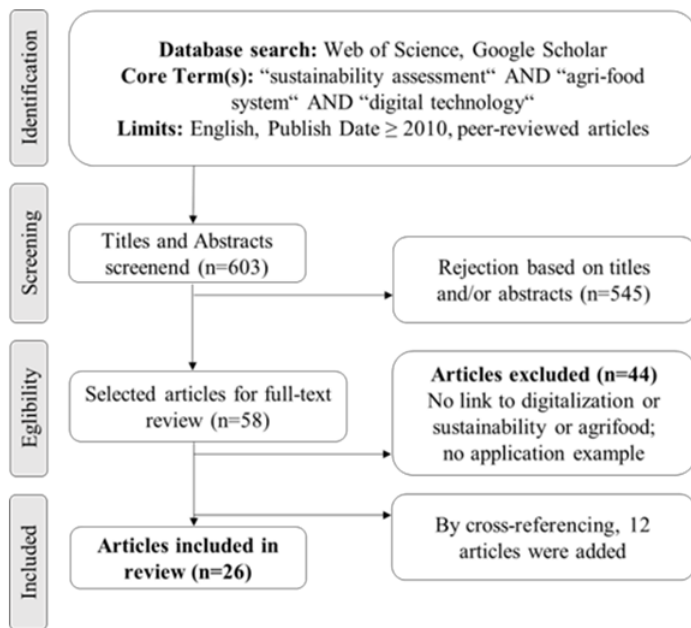 Identification
Database search: Web of Science, Google Scholar
Core Term(s): “sustainability assessment“ AND “agri-food
system“ AND “digital technology“
Limits: English, Publish Date ≥ 2010, peer-reviewed articles
Screening
Titles and Abstracts
screenend (n=603)
Rejection based on titles
and/or abstracts (n=545)
Eglibility
Selected articles for full-text
review (n=58)
Articles excluded (n=44)
No link to digitalization or
sustainability or agrifood;
no application example
Included
Articles included in
review (n=26)
By cross-referencing, 12
articles were added